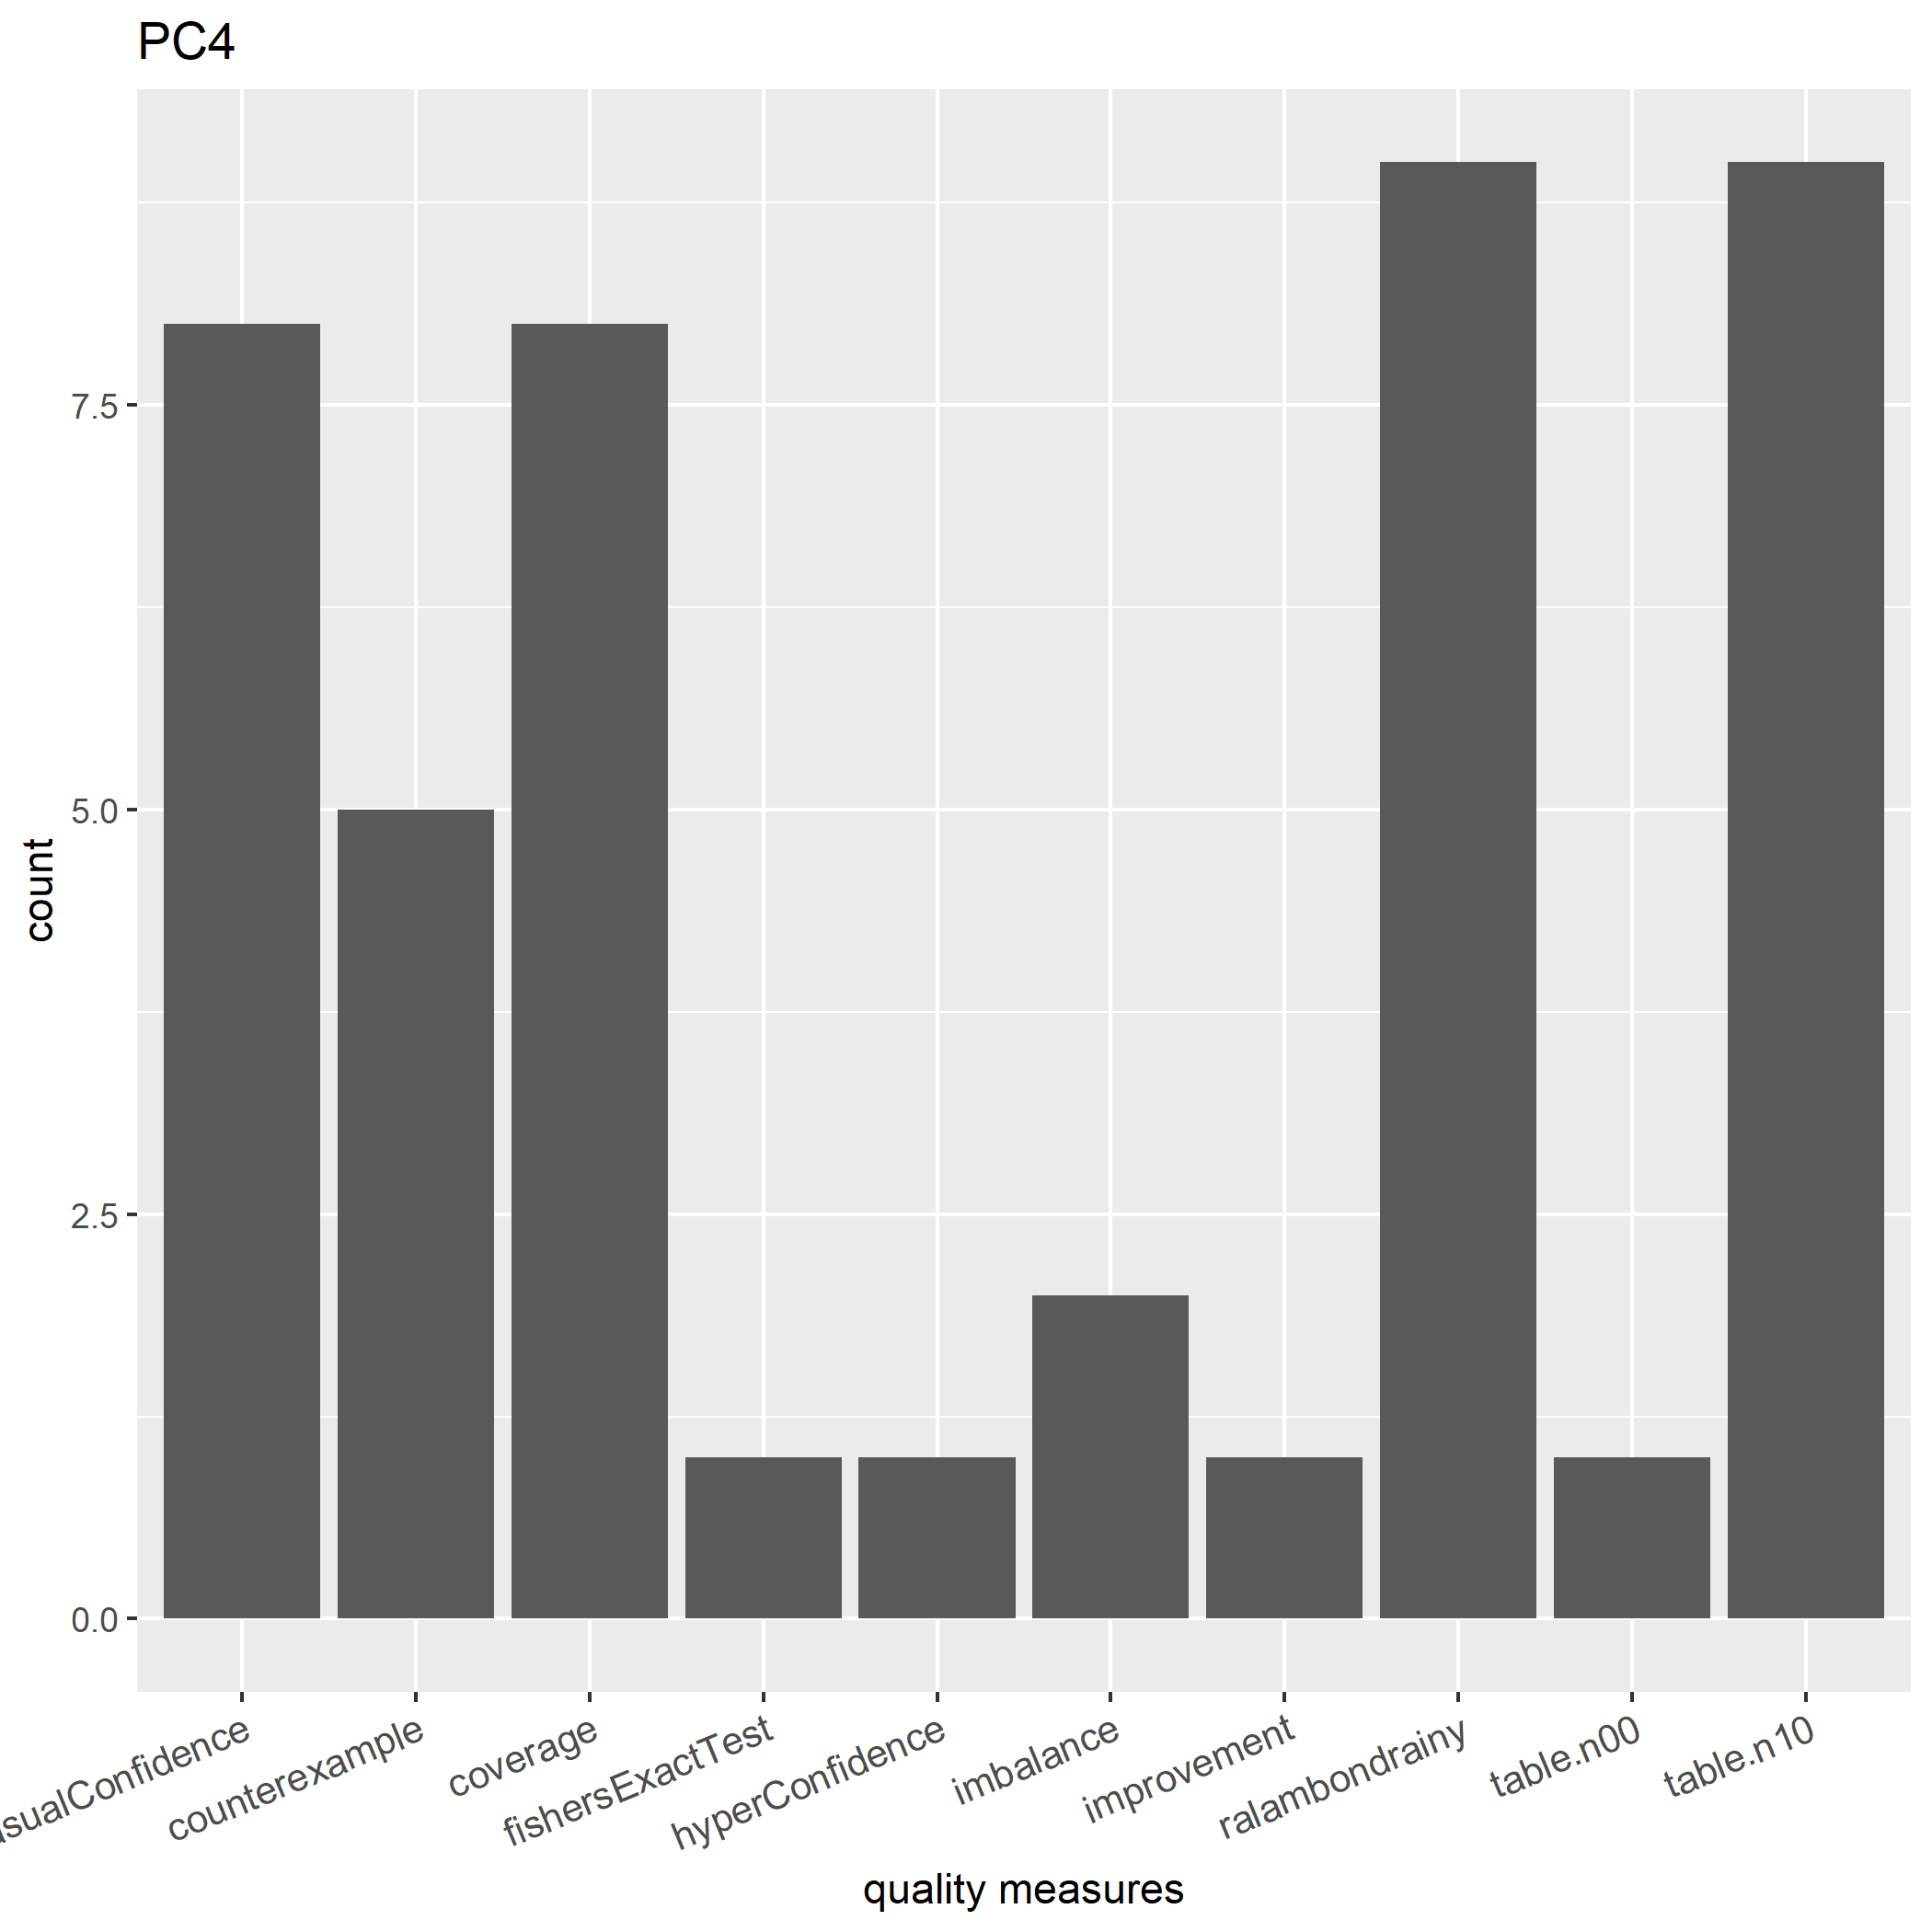 PC4
7.5
5.0
2.5
0.0
count
counterexample
coverage
fishersExactTest
hyperConfidence
imbalance
improvement
ralambondrainy
table.n00
table.n10
quality measures